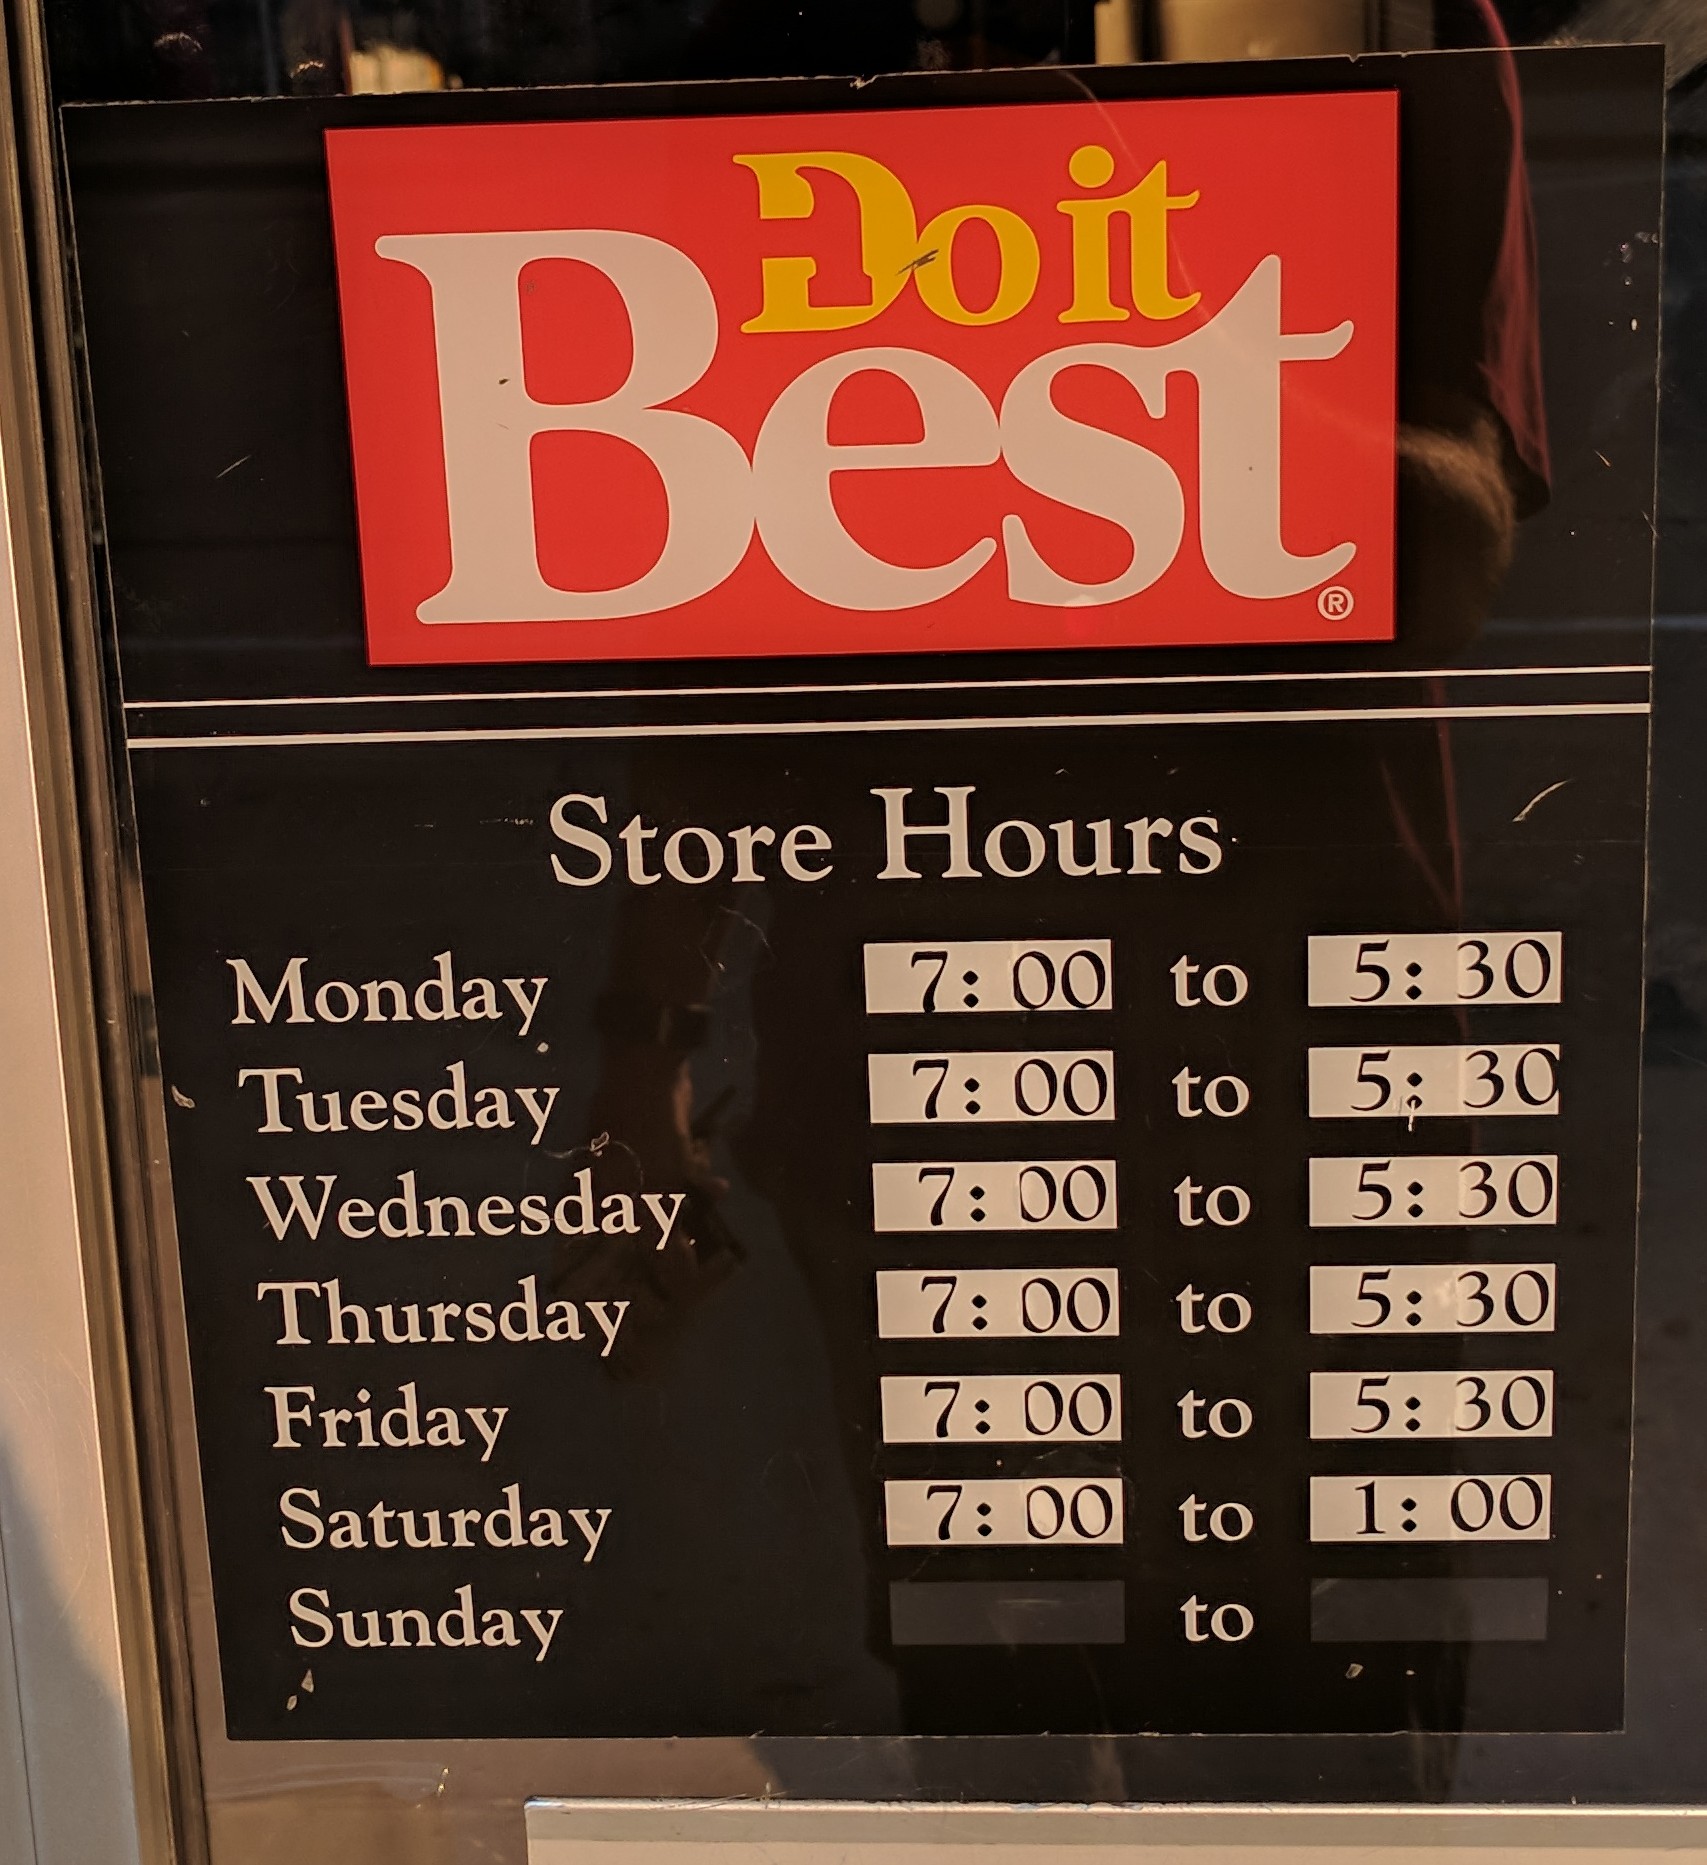 Do it
Best®
Store Hours
Monday 7:00 to 5:30
Tuesday 7:00 to 5:30
Wednesday 7:00 to 5:30
Thursday 7:00 to 5:30
Friday 7:00 to 5:30
Saturday 7:00 to 1:00
Sunday to